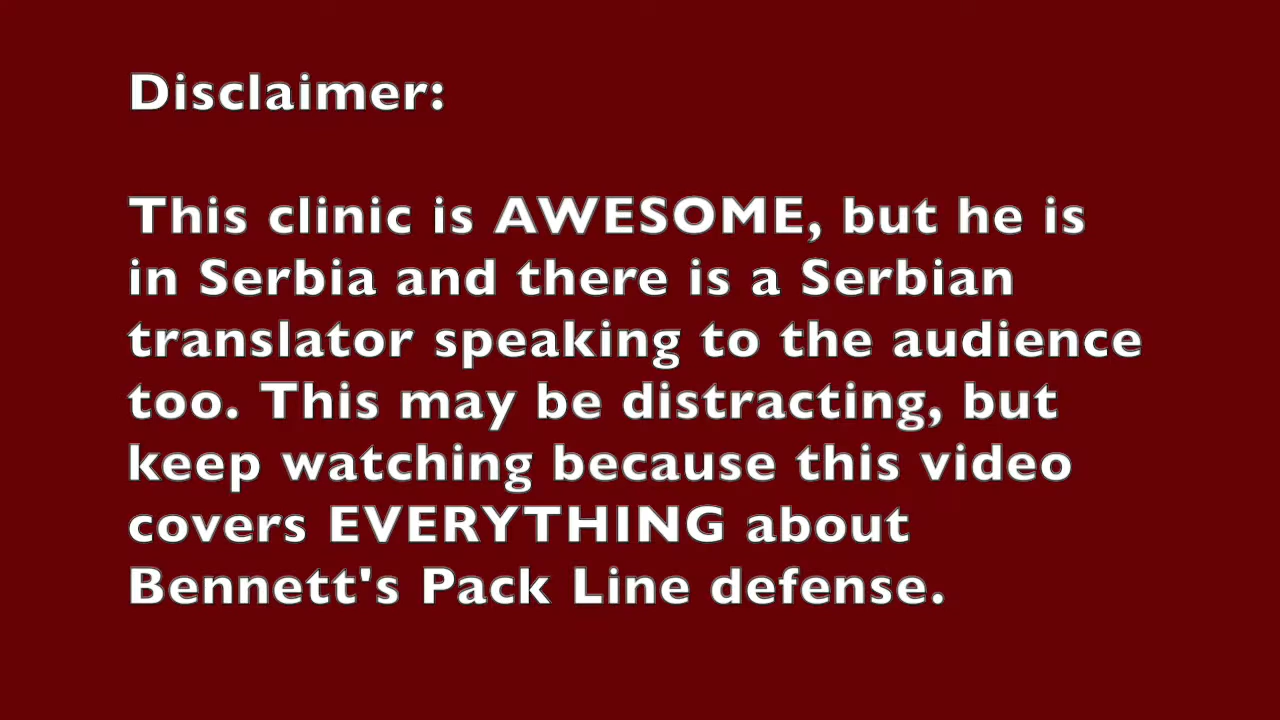 Disclaimer:
This clinic is AWESOME, but he is
in Serbia and there is a Serbian
translator speaking to the audience
too. This may be distracting, but
keep watching because this video
covers EVERYTHING about
Bennett's Pack Line defense.